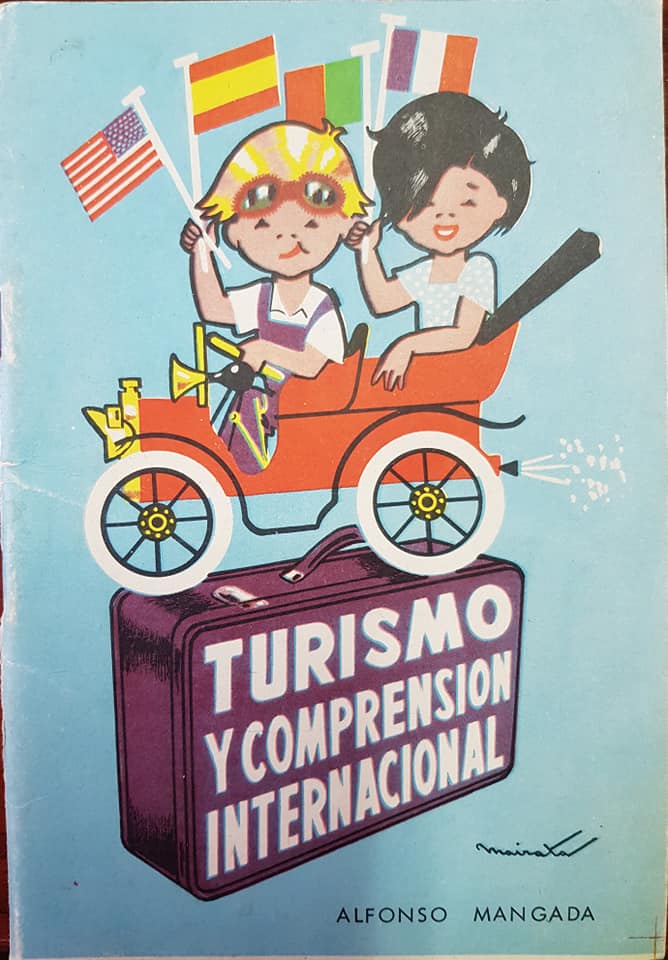 TURISMO
Y COMPRENSION
INTERNACIONAL
mairata
ALFONSO MANGADA